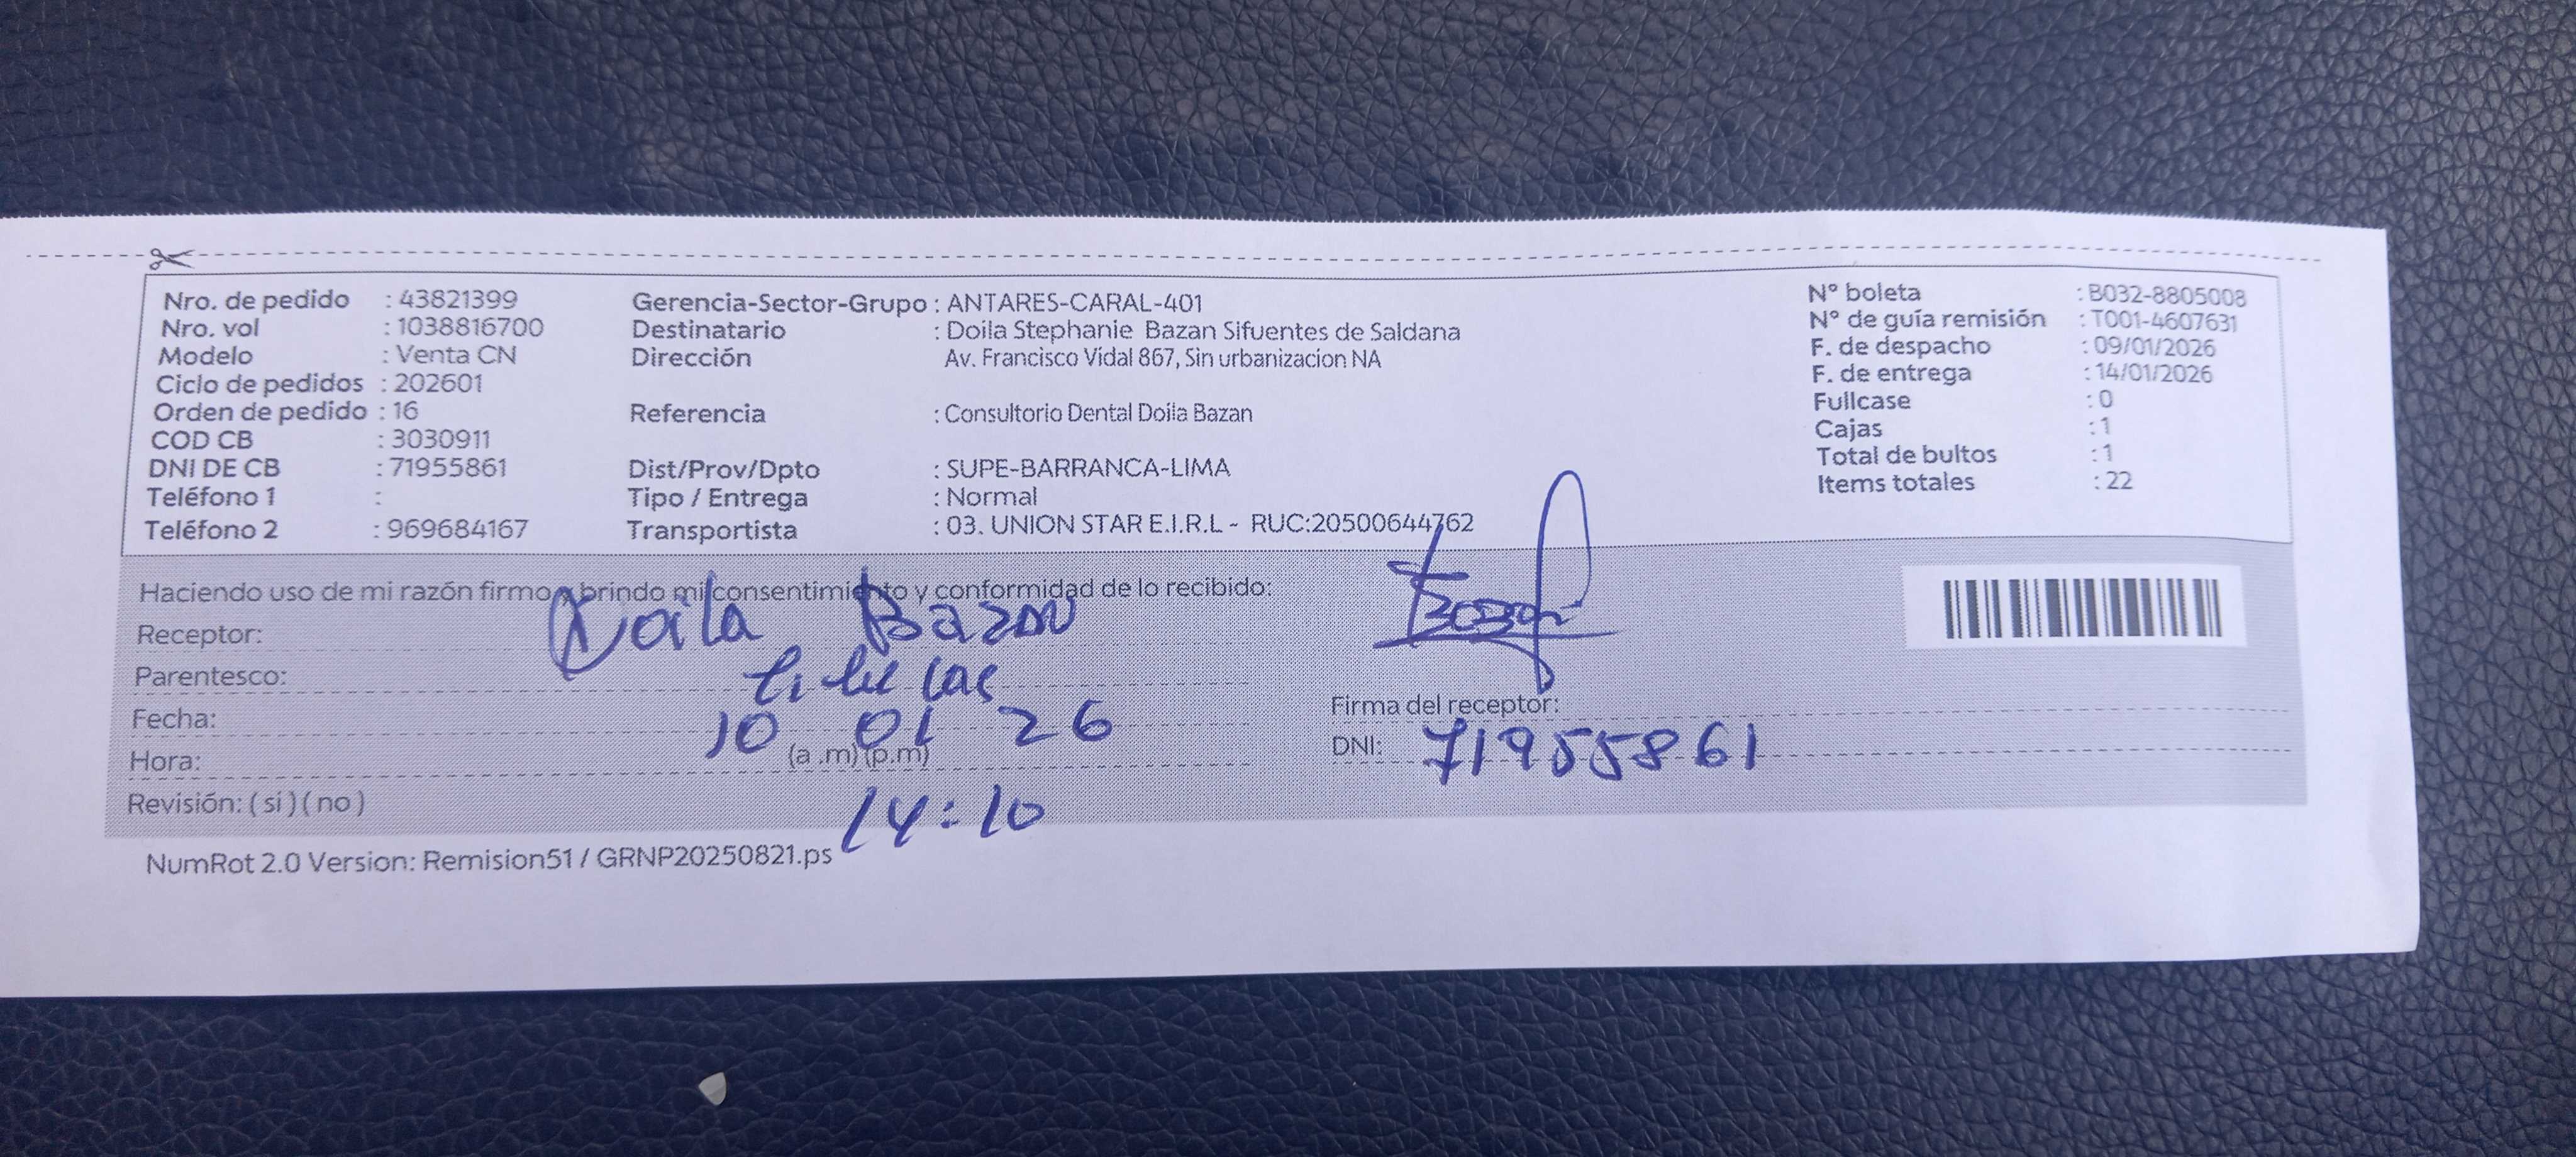 Nro. de pedido : 43821399
Nro. vol : 1038816700
Modelo : Venta CN
Ciclo de pedidos : 202601
Orden de pedido : 16
COD CB : 3030911
DNI DE CB : 71955861
Teléfono 1 :
Teléfono 2 : 969684167
Gerencia-Sector-Grupo : ANTARES-CARAL-401
Destinatario : Doila Stephanie Bazan Sifuentes de Saldana
Dirección Av. Francisco Vidal 867, Sin urbanizacion NA
Referencia : Consultorio Dental Doila Bazan
Dist/Prov/Dpto : SUPE-BARRANCA-LIMA
Tipo / Entrega : Normal
Transportista : 03. UNION STAR E.I.R.L - RUC:20500644762
N° boleta : B032-8805008
N° de guía remisión : T001-4607631
F. de despacho : 09/01/2026
F. de entrega : 14/01/2026
Fullcase : 0
Cajas : 1
Total de bultos : 1
Items totales : 22
Haciendo uso de mi razón firmo y brindo mi consentimiento y conformidad de lo recibido:
Receptor: Doila Bazan
Parentesco:
Fecha: 10 01 26
Hora: (a .m) (p.m)
14:10
Revisión: ( si ) ( no )
Bazan
Firma del receptor:
DNI: 71955861
NumRot 2.0 Version: Remision51 / GRNP20250821.ps